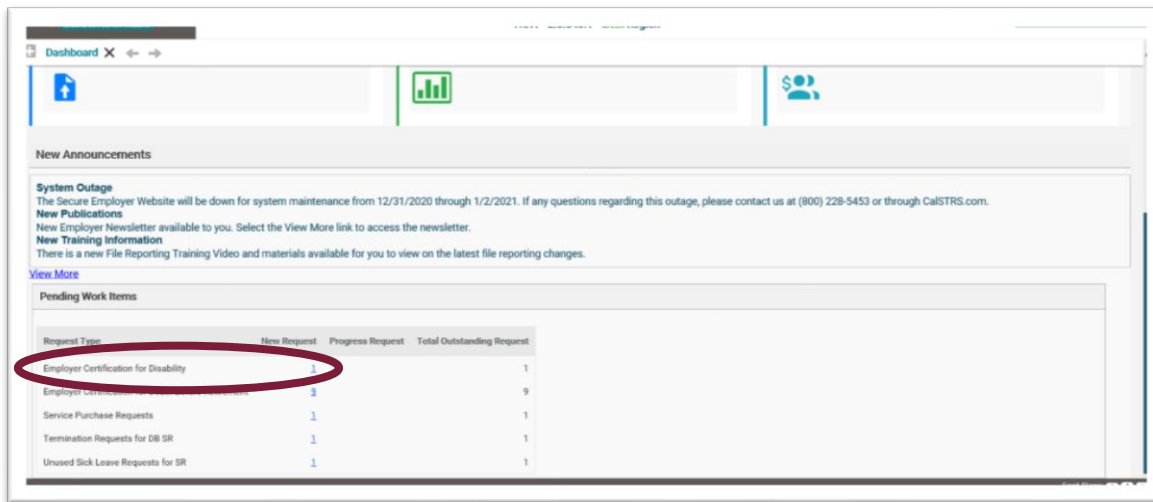 Dashboard
New Announcements
System Outage
The Secure Employer Website will be down for system maintenance from 12/31/2020 through 1/2/2021. If any questions regarding this outage, please contact us at (800) 228-5453 or through CalSTRS.com.
New Publications
New Employer Newsletter available to you. Select the View More link to access the newsletter.
New Training Information
There is a new File Reporting Training Video and materials available for you to view on the latest file reporting changes.
View More
Pending Work Items
Request Type New Request Progress Request Total Outstanding Request
Employer Certification for Disability 1 1
Employer 9 9
Service Purchase Requests 1 1
Termination Requests for DB SR 1 1
Unused Sick Leave Requests for SR 1 1